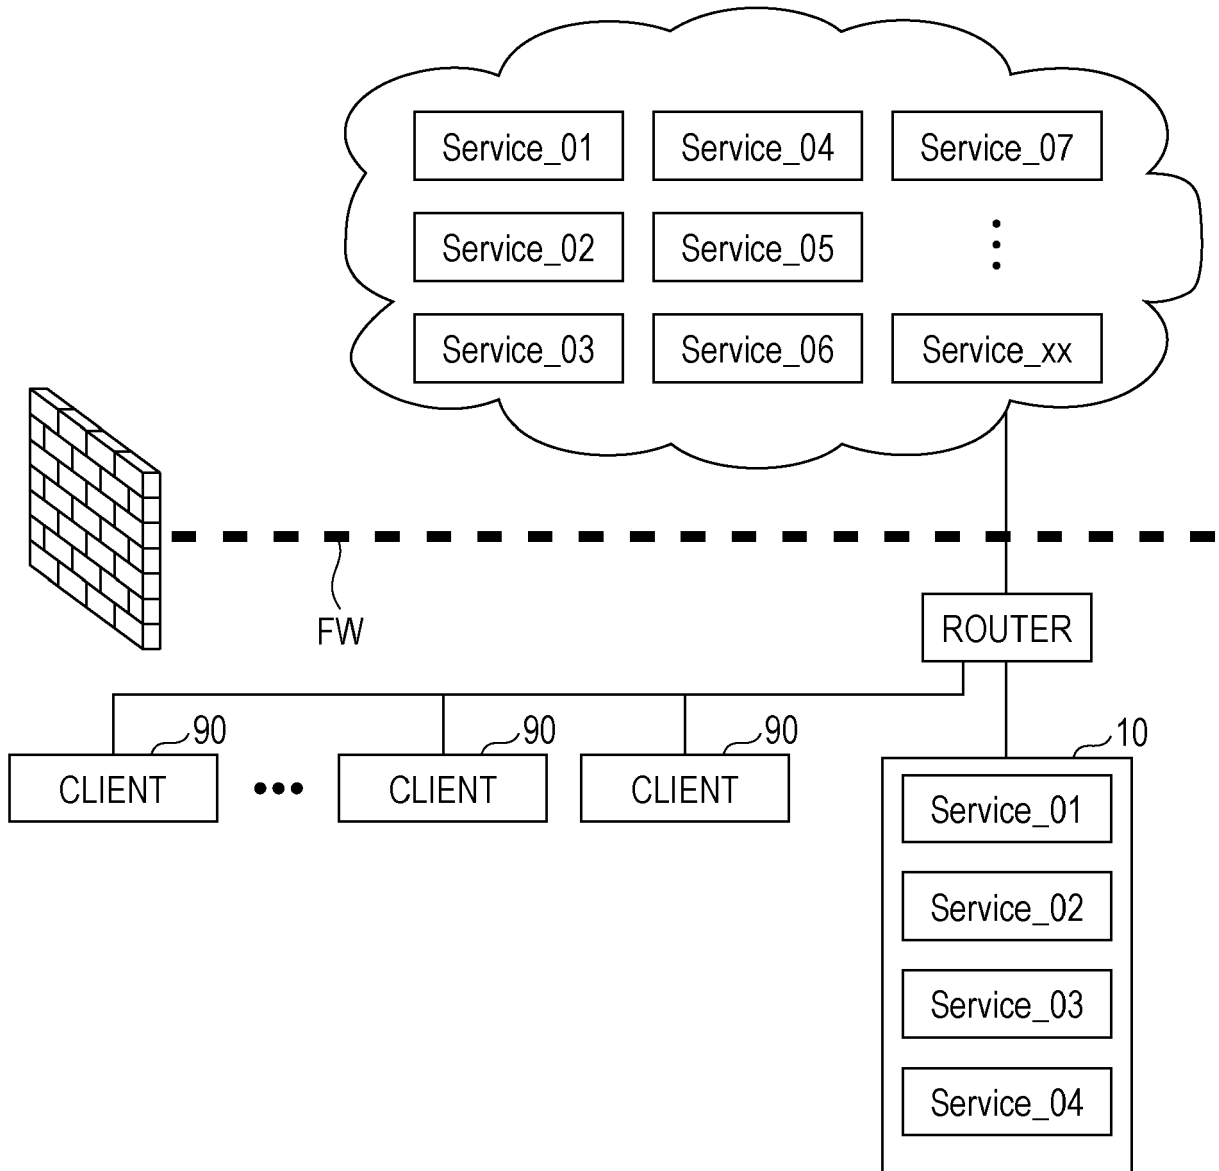 Service_01 Service_04 Service_07
Service_02 Service_05
Service_03 Service_06 Service_xx
FW
ROUTER
90 90 90 10
CLIENT CLIENT CLIENT
Service_01
Service_02
Service_03
Service_04